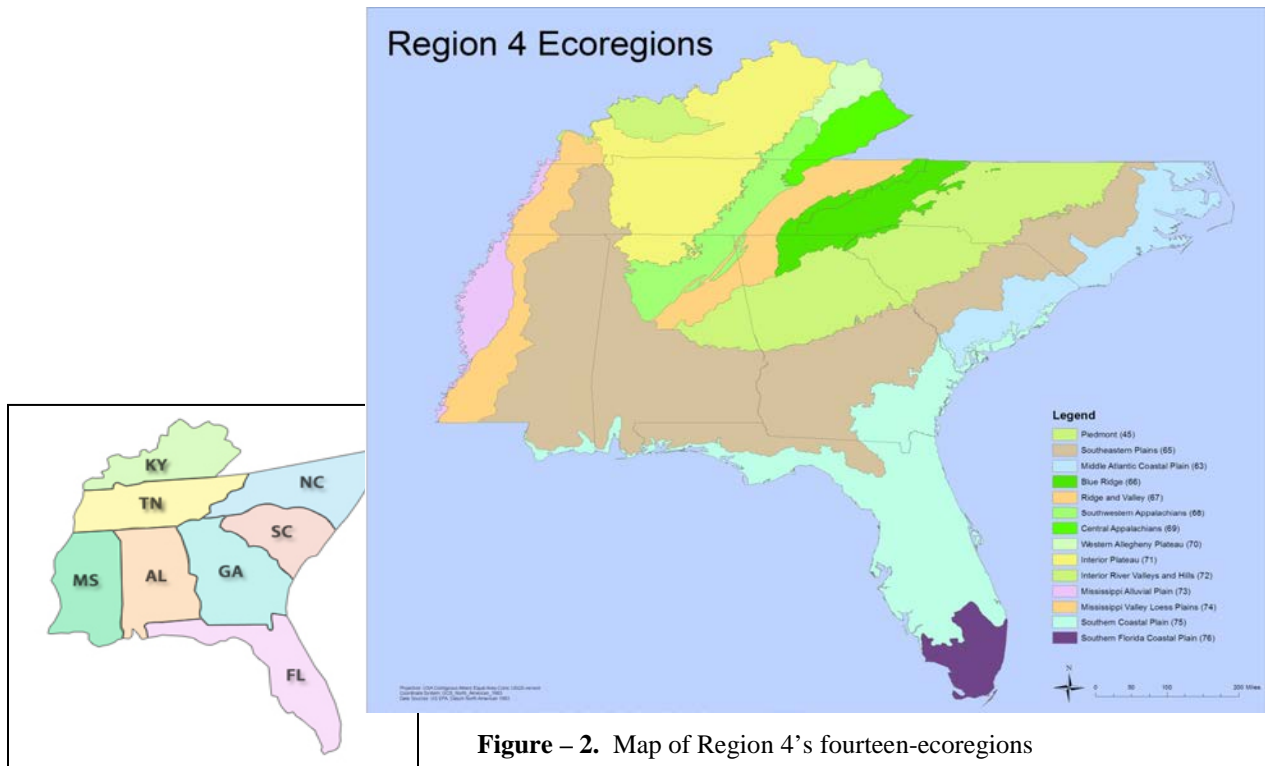 Region 4 Ecoregions
Legend
Piedmont (45)
Southeastern Plains (65)
Middle Atlantic Coastal Plain (63)
Blue Ridge (66)
Ridge and Valley (67)
Southwestern Appalachians (68)
Central Appalachians (69)
Western Allegheny Plateau (70)
Interior Plateau (71)
Interior River Valleys and Hills (72)
Mississippi Alluvial Plain (73)
Mississippi Valley Loess Plains (74)
Southern Coastal Plain (75)
Southern Florida Coastal Plain (76)
N
0 50 100 200 Miles
KY
TN
NC
SC
MS
AL
GA
FL
Figure – 2. Map of Region 4's fourteen-ecoregions